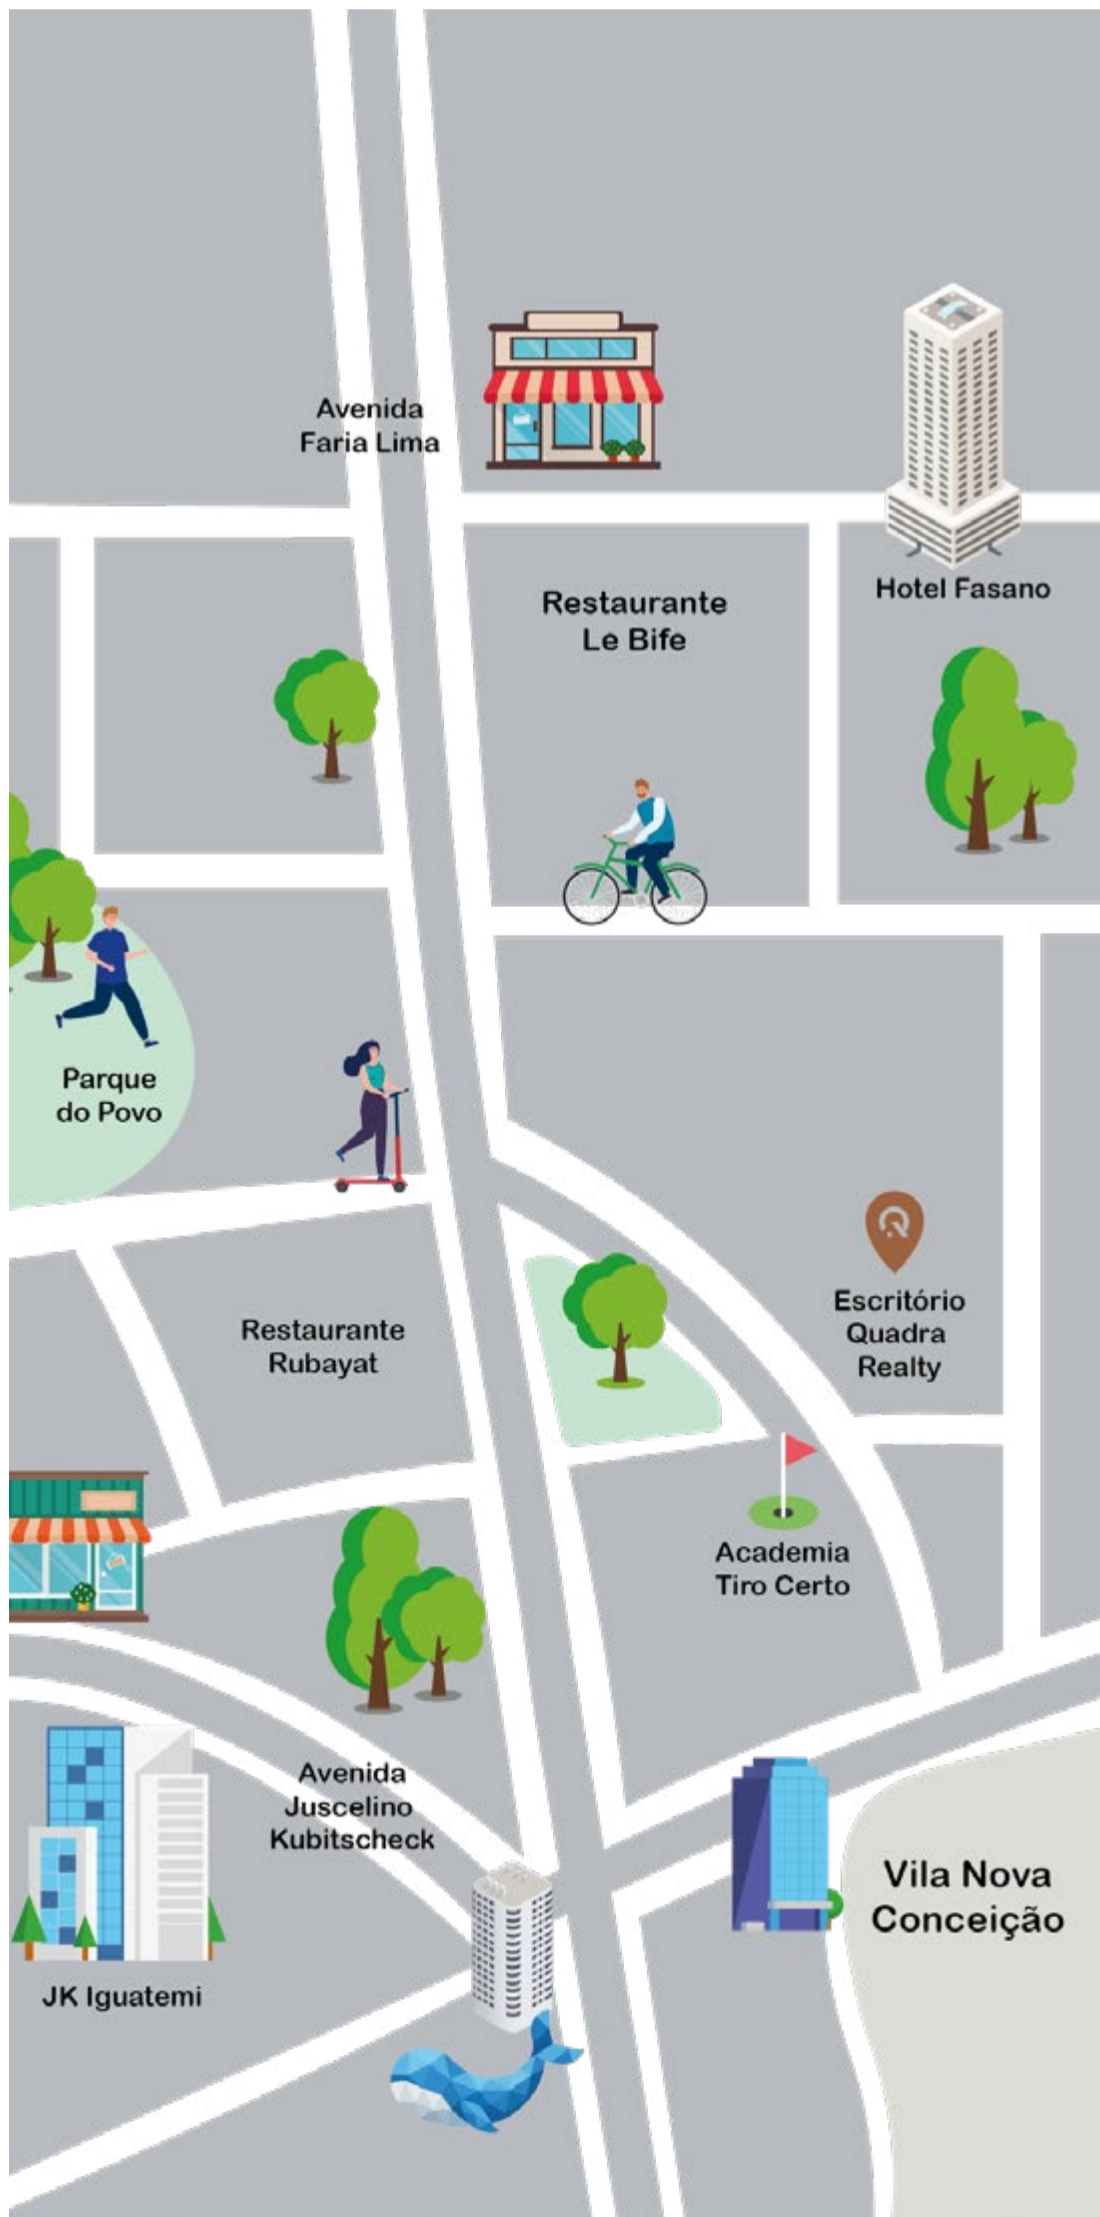 Avenida
Faria Lima
Hotel Fasano
Restaurante
Le Bife
Parque
do Povo
Escritório
Quadra
Realty
Restaurante
Rubayat
Academia
Tiro Certo
Avenida
Juscelino
Kubitscheck
Vila Nova
Conceição
JK Iguatemi